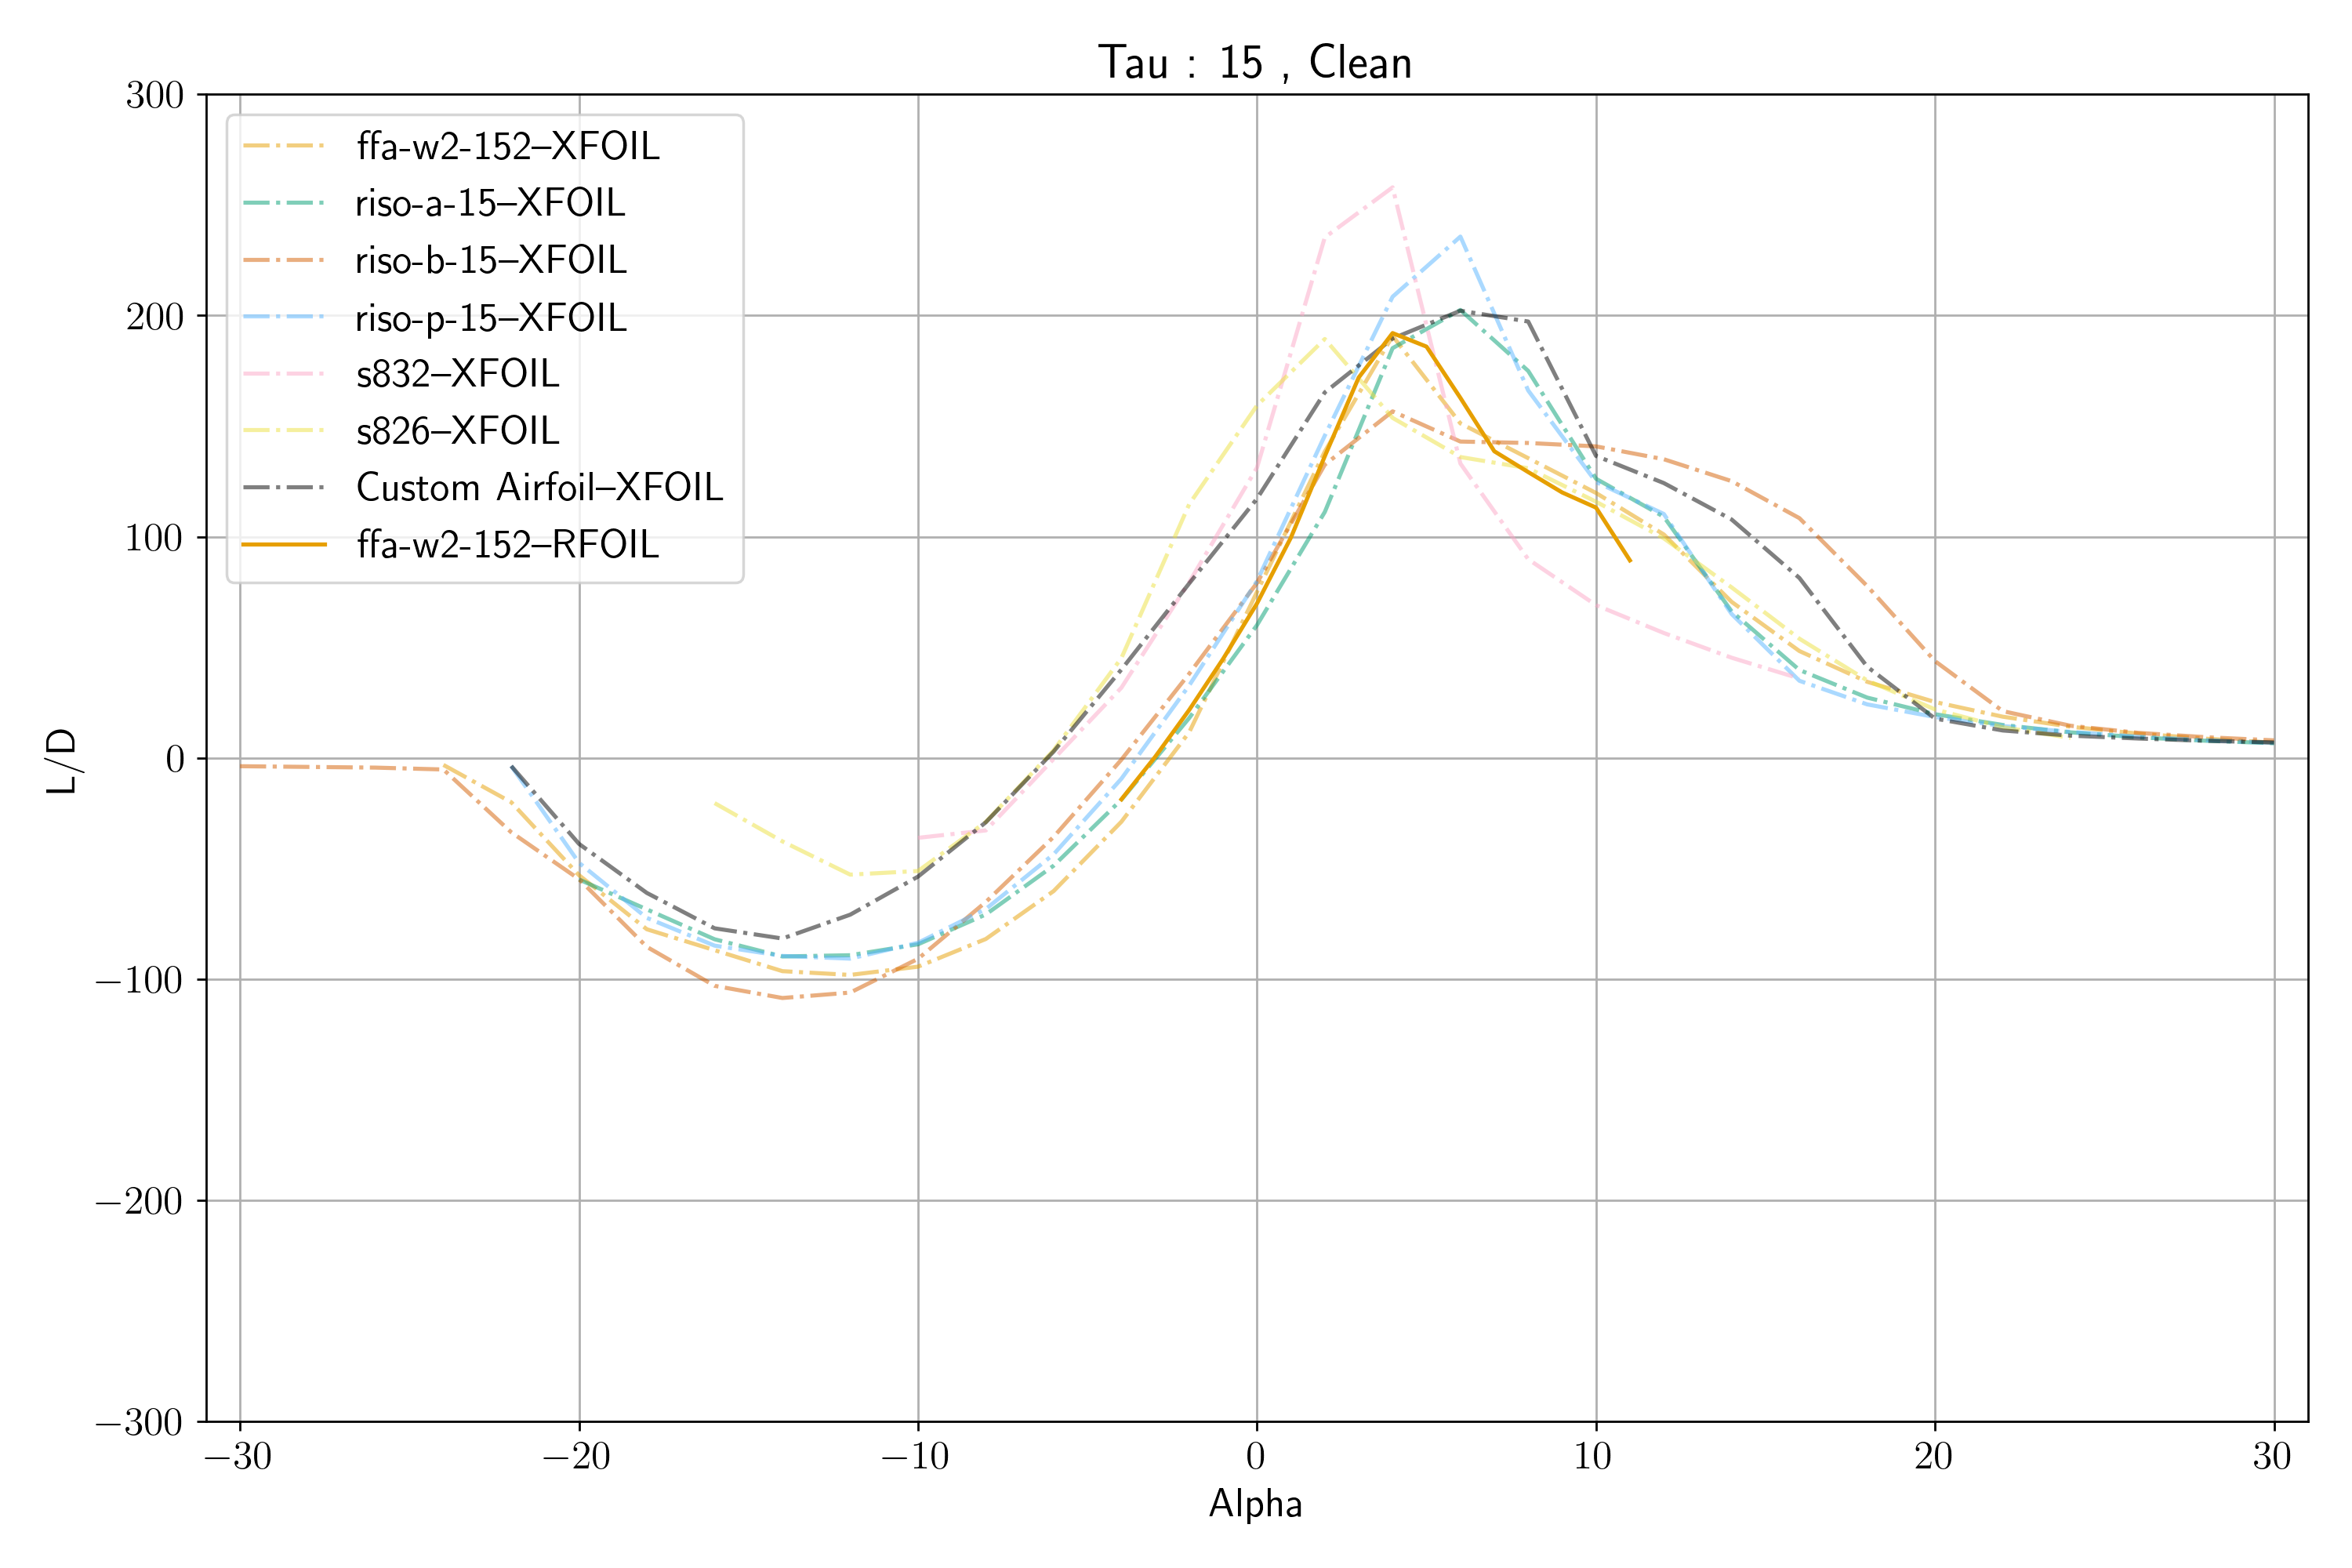 Tau : 15 , Clean
300
200
100
0
−100
−200
−300
L/D
ffa-w2-152–XFOIL
riso-a-15–XFOIL
riso-b-15–XFOIL
riso-p-15–XFOIL
s832–XFOIL
s826–XFOIL
Custom Airfoil–XFOIL
ffa-w2-152–RFOIL
−30 −20 −10 0 10 20 30
Alpha